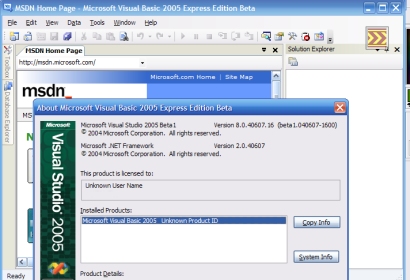 MSDN Home Page - Microsoft Visual Basic 2005 Express Edition Beta
File Edit View Data Tools Window Help
MSDN Home Page
Solution Explorer
http://msdn.microsoft.com/
Toolbox
Database Explorer
Microsoft.com Home | Site Map
msdn
MS
N
About Microsoft Visual Basic 2005 Express Edition Beta
Microsoft
Visual Studio 2005
Microsoft Visual Studio 2005 Beta1 Version 8.0.40607.16 (beta1.040607-1600)
© 2004 Microsoft Corporation. All rights reserved.
Microsoft .NET Framework Version 2.0.40607
© 2004 Microsoft Corporation. All rights reserved.
This product is licensed to:
Unknown User Name
Installed Products:
Microsoft Visual Basic 2005 Unknown Product ID
Copy Info
System Info
Product Details:
Ready